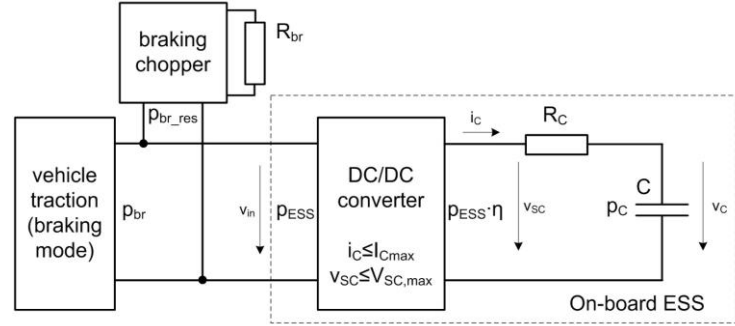 braking
chopper
R_br
p_br_res
vehicle
traction
(braking
mode)
p_br
v_in
p_ESS
DC/DC
converter
i_C≤I_Cmax
v_SC≤V_SC,max
p_ESS·η
i_C
R_C
v_SC
C
p_C
v_C
On-board ESS